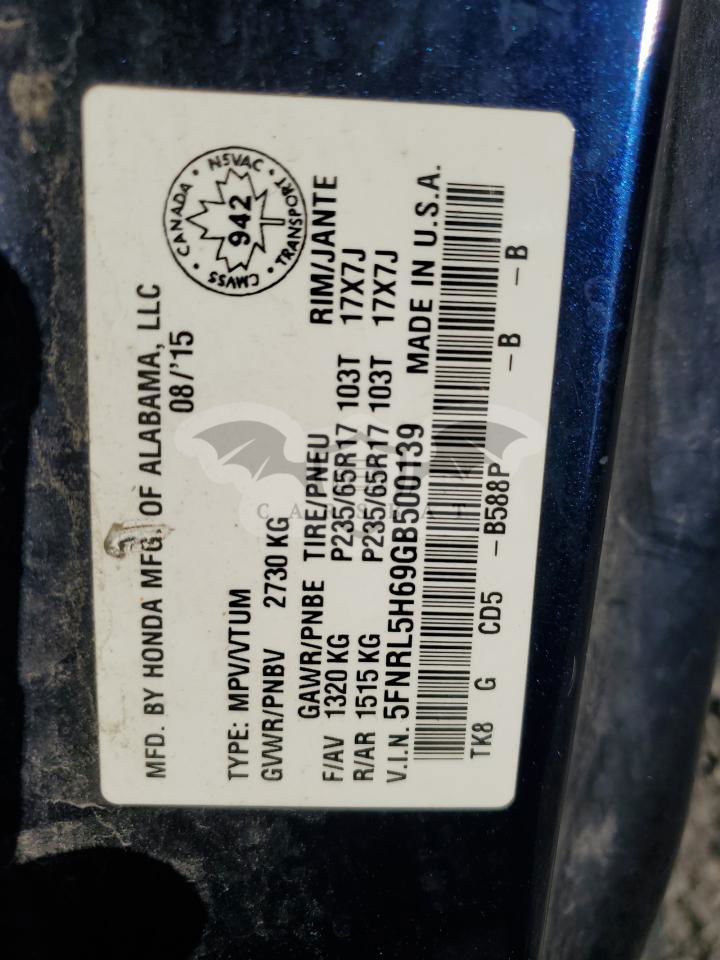 MFD. BY HONDA MFG. OF ALABAMA, LLC
08/'15
CANADA · NSVAC · TRANSPORT · CMVSS
942
TYPE: MPV/VTUM
GVWR/PNBV 2730 KG
GAWR/PNBE TIRE/PNEU RIM/JANTE
F/AV 1320 KG P235/65R17 103T 17X7J
R/AR 1515 KG P235/65R17 103T 17X7J
V.I.N. 5FNRL5H69GB500139 MADE IN U.S.A.
TK8 G CD5 -B588P -B -B